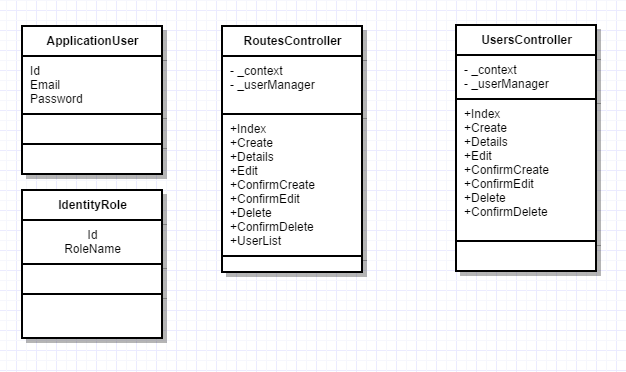 ApplicationUser
Id
Email
Password
IdentityRole
Id
RoleName
RoutesController
- _context
- _userManager
+Index
+Create
+Details
+Edit
+ConfirmCreate
+ConfirmEdit
+Delete
+ConfirmDelete
+UserList
UsersController
- _context
- _userManager
+Index
+Create
+Details
+Edit
+ConfirmCreate
+ConfirmEdit
+Delete
+ConfirmDelete